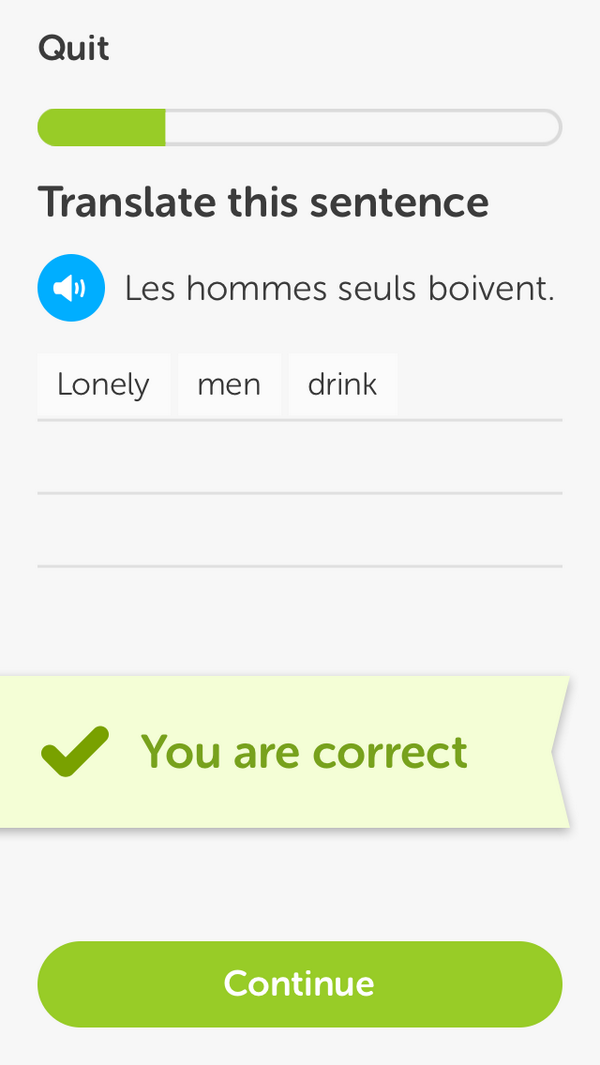 Quit
Translate this sentence
Les hommes seuls boivent.
Lonely men drink
You are correct
Continue